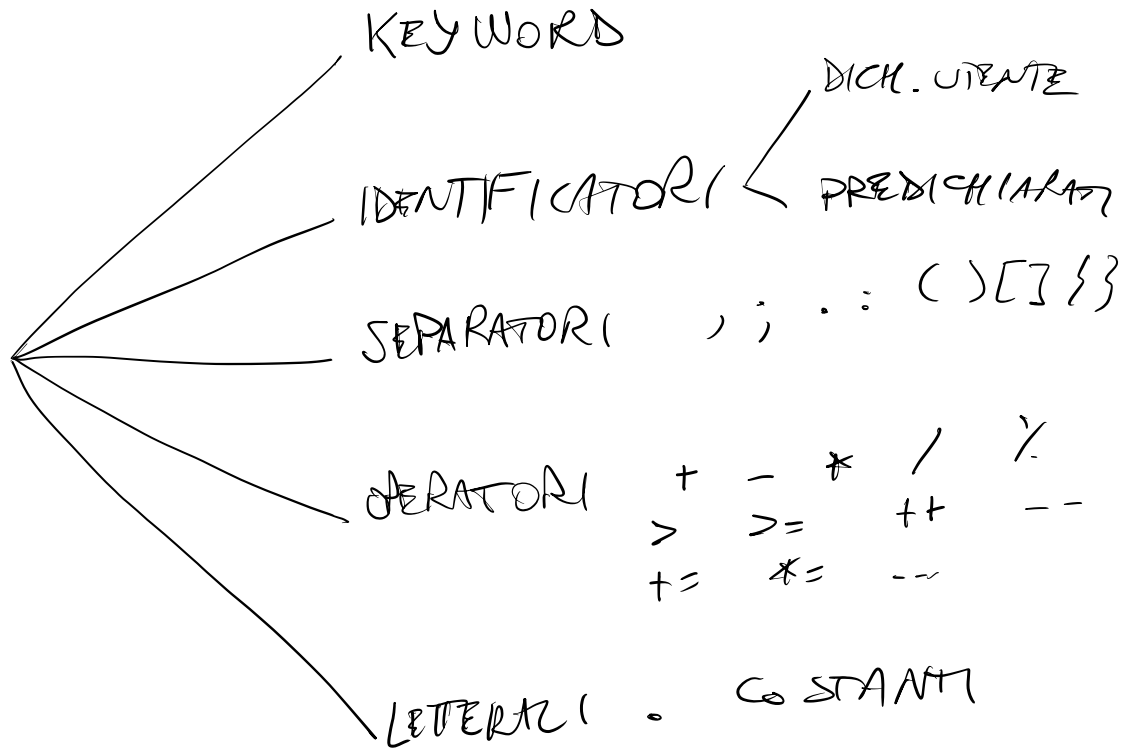 KEYWORD
DICH. UTENTE
IDENTIFICATORI
PREDICHIARATI
SEPARATORI , ; . : ( ) [ ] { }
OPERATORI + - * / %
> >= ++ --
+= *= ---
LETTERALI . COSTANTI